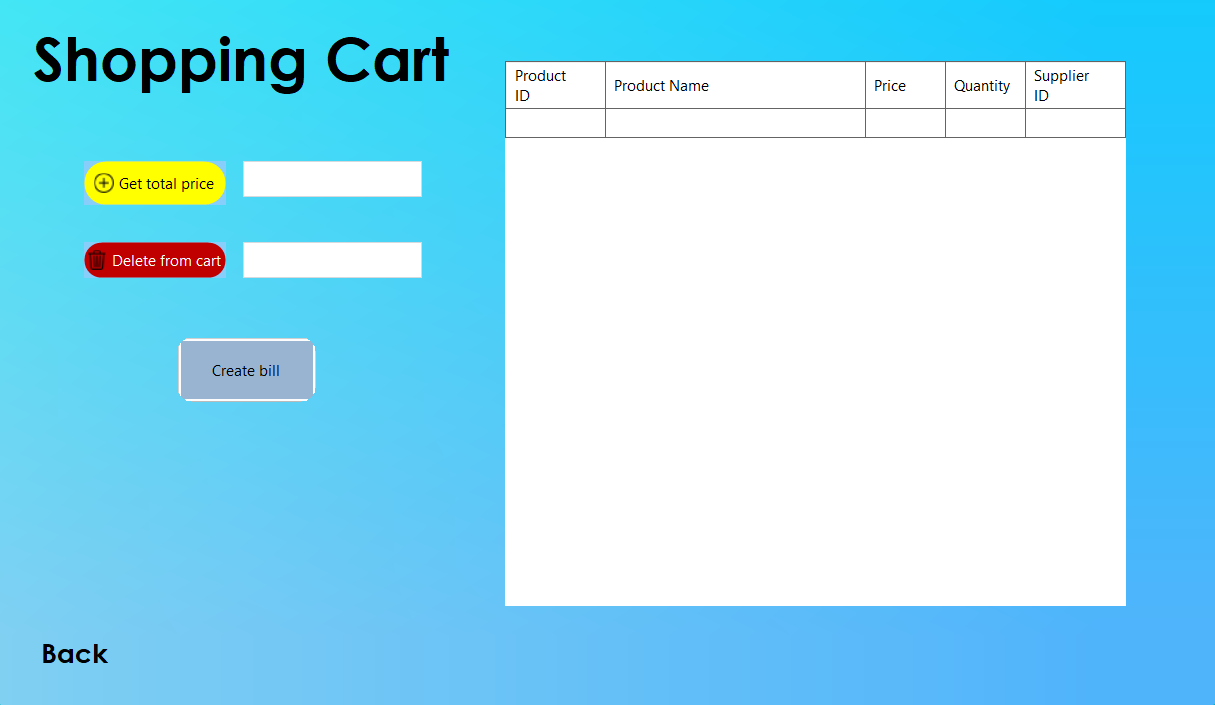 Shopping Cart
Get total price
Delete from cart
Create bill
Product
ID
Product Name
Price
Quantity
Supplier
ID
Back